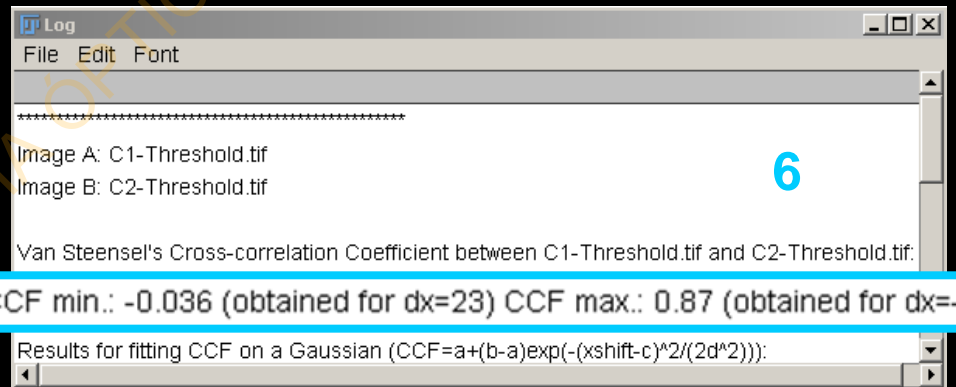 Log
File Edit Font
**************************************************
Image A: C1-Threshold.tif
Image B: C2-Threshold.tif
6
Van Steensel's Cross-correlation Coefficient between C1-Threshold.tif and C2-Threshold.tif:
CCF min.: -0.036 (obtained for dx=23) CCF max.: 0.87 (obtained for dx=-
Results for fitting CCF on a Gaussian (CCF=a+(b-a)exp(-(xshift-c)^2/(2d^2))):